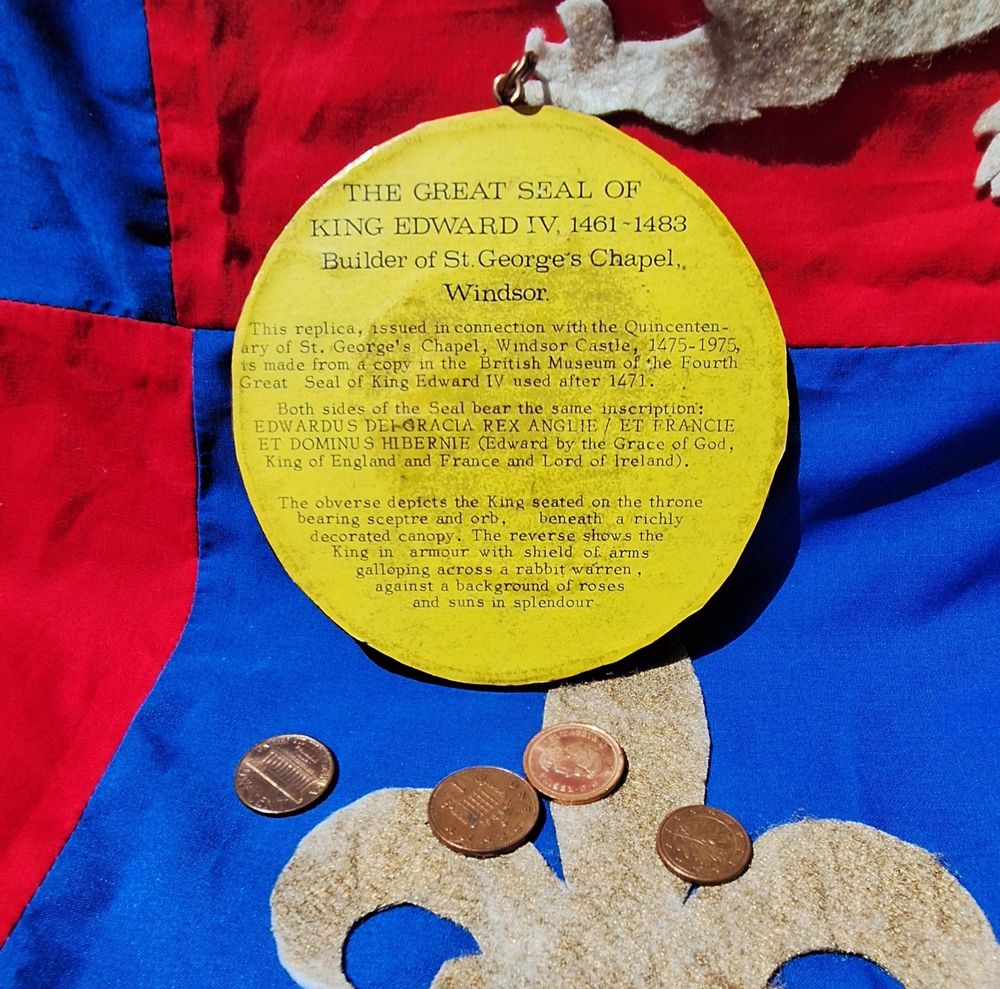 THE GREAT SEAL OF
KING EDWARD IV, 1461~1483
Builder of St. George's Chapel,
Windsor.
This replica, issued in connection with the Quincenten-
ary of St. George's Chapel, Windsor Castle, 1475-1975,
is made from a copy in the British Museum of the Fourth
Great Seal of King Edward IV used after 1471.
Both sides of the Seal bear the same inscription:
EDWARDUS DEI GRACIA REX ANGLIE / ET FRANCIE
ET DOMINUS HIBERNIE (Edward by the Grace of God,
King of England and France and Lord of Ireland).
The obverse depicts the King seated on the throne
bearing sceptre and orb, beneath a richly
decorated canopy. The reverse shows the
King in armour with shield of arms
galloping across a rabbit warren,
against a background of roses
and suns in splendour